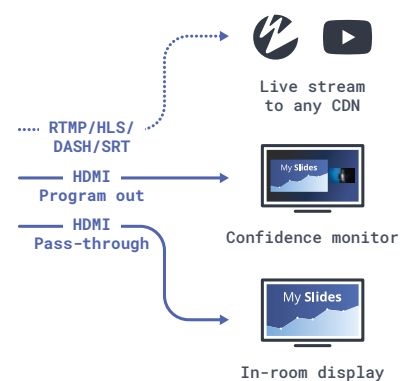 Live stream
to any CDN
RTMP/HLS/
DASH/SRT
HDMI
Program out
My Slides
Confidence monitor
HDMI
Pass-through
My Slides
In-room display